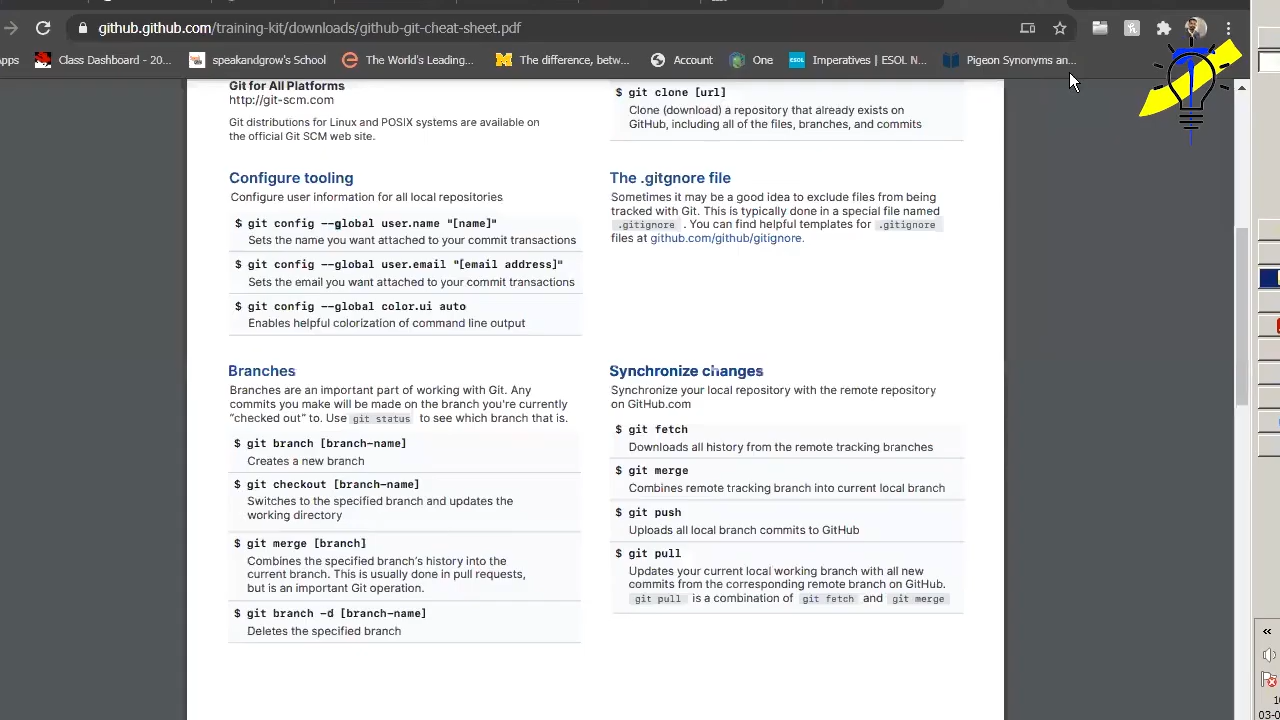 github.github.com/training-kit/downloads/github-git-cheat-sheet.pdf
Apps
Class Dashboard - 20...
speakandgrow's School
The World's Leading...
The difference, betw...
Account
One
ESOL
Imperatives | ESOL N...
Pigeon Synonyms an...
Git for All Platforms
http://git-scm.com
Git distributions for Linux and POSIX systems are available on
the official Git SCM web site.
$ git clone [url]
Clone (download) a repository that already exists on
GitHub, including all of the files, branches, and commits
Configure tooling
Configure user information for all local repositories
$ git config --global user.name "[name]"
Sets the name you want attached to your commit transactions
$ git config --global user.email "[email address]"
Sets the email you want attached to your commit transactions
$ git config --global color.ui auto
Enables helpful colorization of command line output
The .gitgnore file
Sometimes it may be a good idea to exclude files from being
tracked with Git. This is typically done in a special file named
.gitignore . You can find helpful templates for .gitignore
files at github.com/github/gitignore.
Branches
Branches are an important part of working with Git. Any
commits you make will be made on the branch you're currently
“checked out” to. Use git status to see which branch that is.
$ git branch [branch-name]
Creates a new branch
$ git checkout [branch-name]
Switches to the specified branch and updates the
working directory
$ git merge [branch]
Combines the specified branch's history into the
current branch. This is usually done in pull requests,
but is an important Git operation.
$ git branch -d [branch-name]
Deletes the specified branch
Synchronize changes
Synchronize your local repository with the remote repository
on GitHub.com
$ git fetch
Downloads all history from the remote tracking branches
$ git merge
Combines remote tracking branch into current local branch
$ git push
Uploads all local branch commits to GitHub
$ git pull
Updates your current local working branch with all new
commits from the corresponding remote branch on GitHub.
git pull is a combination of git fetch and git merge